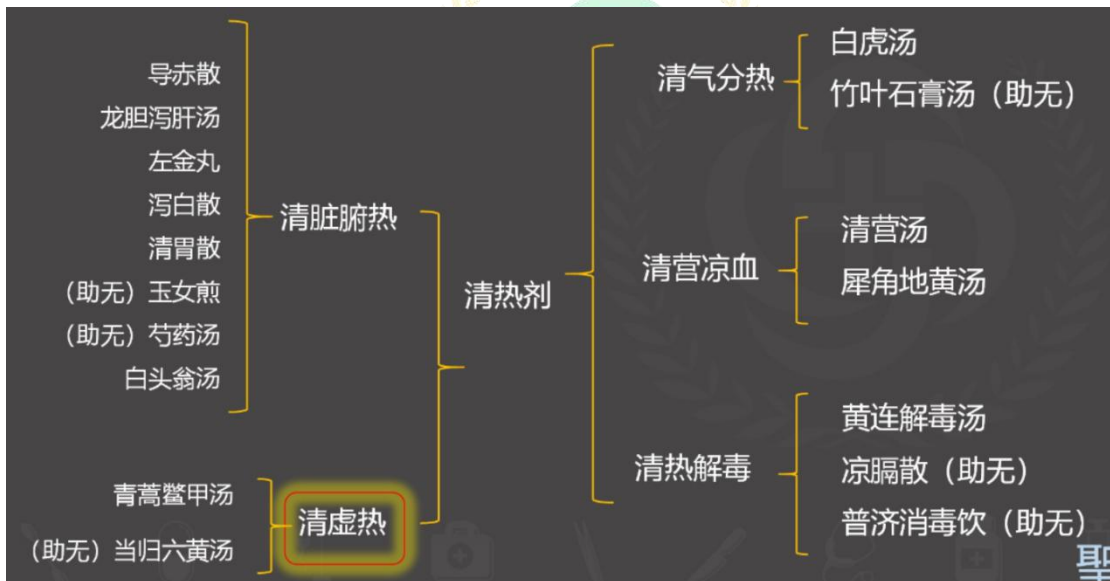 导赤散
龙胆泻肝汤
左金丸
泻白散
清胃散
（助无）玉女煎
（助无）芍药汤
白头翁汤
清脏腑热
青蒿鳖甲汤
（助无）当归六黄汤
清虚热
清热剂
清气分热
白虎汤
竹叶石膏汤（助无）
清营凉血
清营汤
犀角地黄汤
清热解毒
黄连解毒汤
凉膈散（助无）
普济消毒饮（助无）